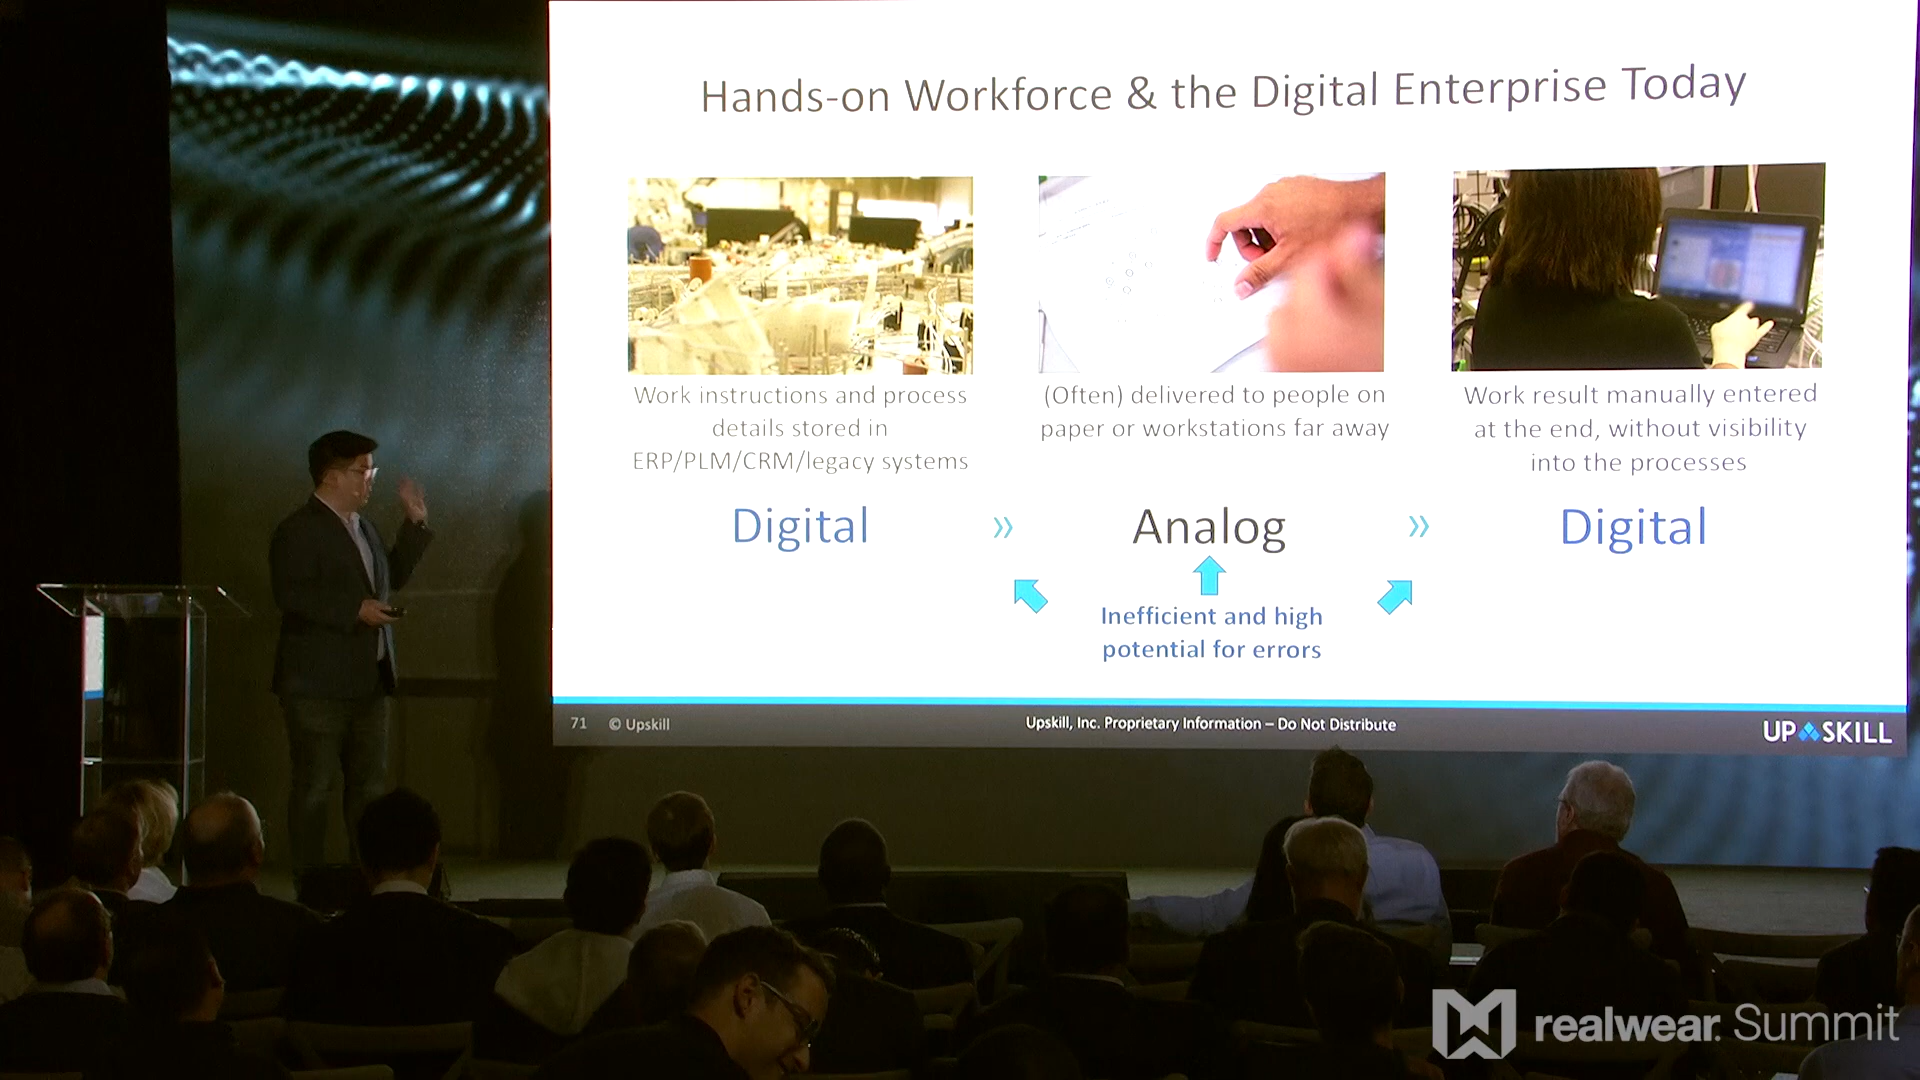 Hands-on Workforce & the Digital Enterprise Today
Work instructions and process
details stored in
ERP/PLM/CRM/legacy systems
(Often) delivered to people on
paper or workstations far away
Work result manually entered
at the end, without visibility
into the processes
Digital » Analog » Digital
Inefficient and high
potential for errors
71 © Upskill
Upskill, Inc. Proprietary Information – Do Not Distribute
UPSKILL
realwear. Summit